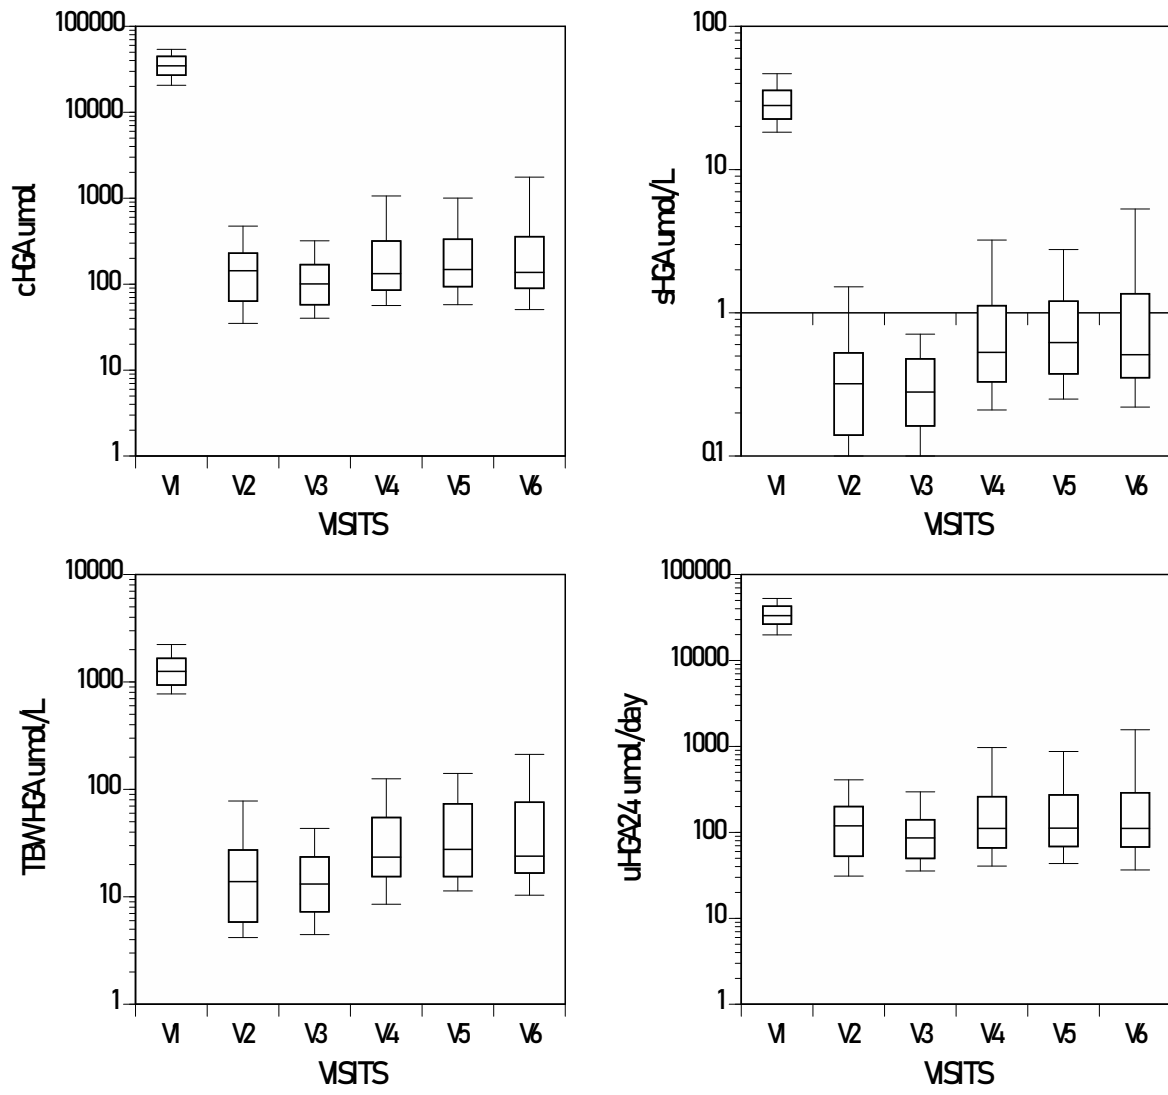 100000
10000
1000
100
10
1
cHGA umol
V1 V2 V3 V4 V5 V6
VISITS
100
10
1
0.1
sHGA umol/L
V1 V2 V3 V4 V5 V6
VISITS
10000
1000
100
10
1
TBWHGA umol/L
V1 V2 V3 V4 V5 V6
VISITS
100000
10000
1000
100
10
1
uHGA24 umol/day
V1 V2 V3 V4 V5 V6
VISITS